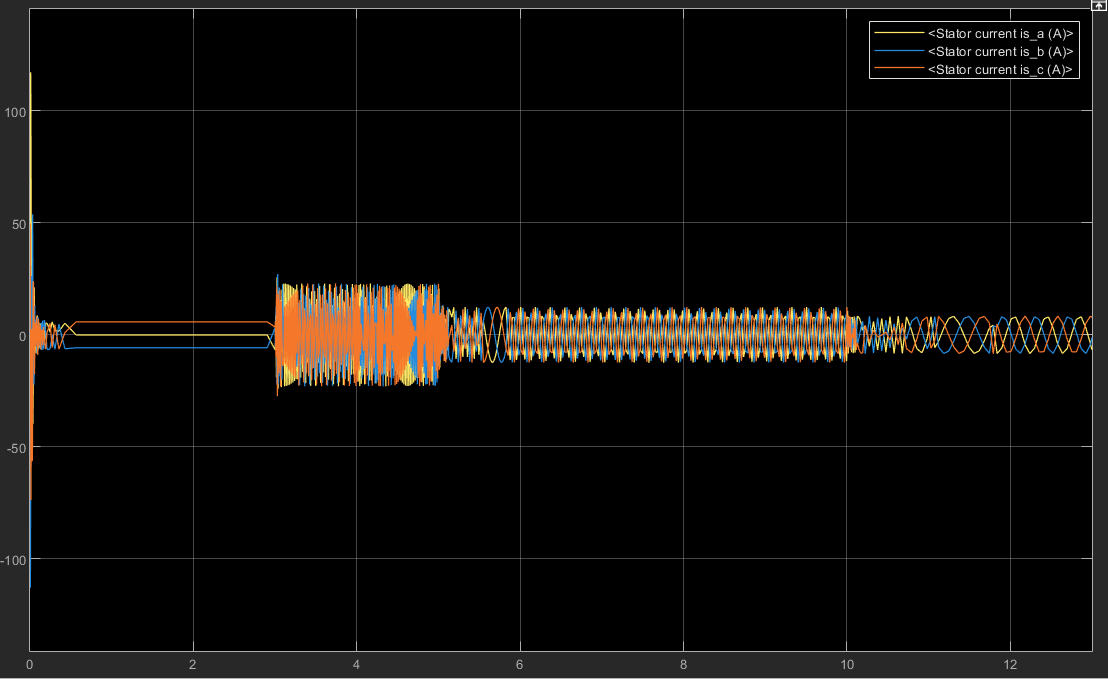 <Stator current is_a (A)>
<Stator current is_b (A)>
<Stator current is_c (A)>
100
50
0
-50
-100
0 2 4 6 8 10 12